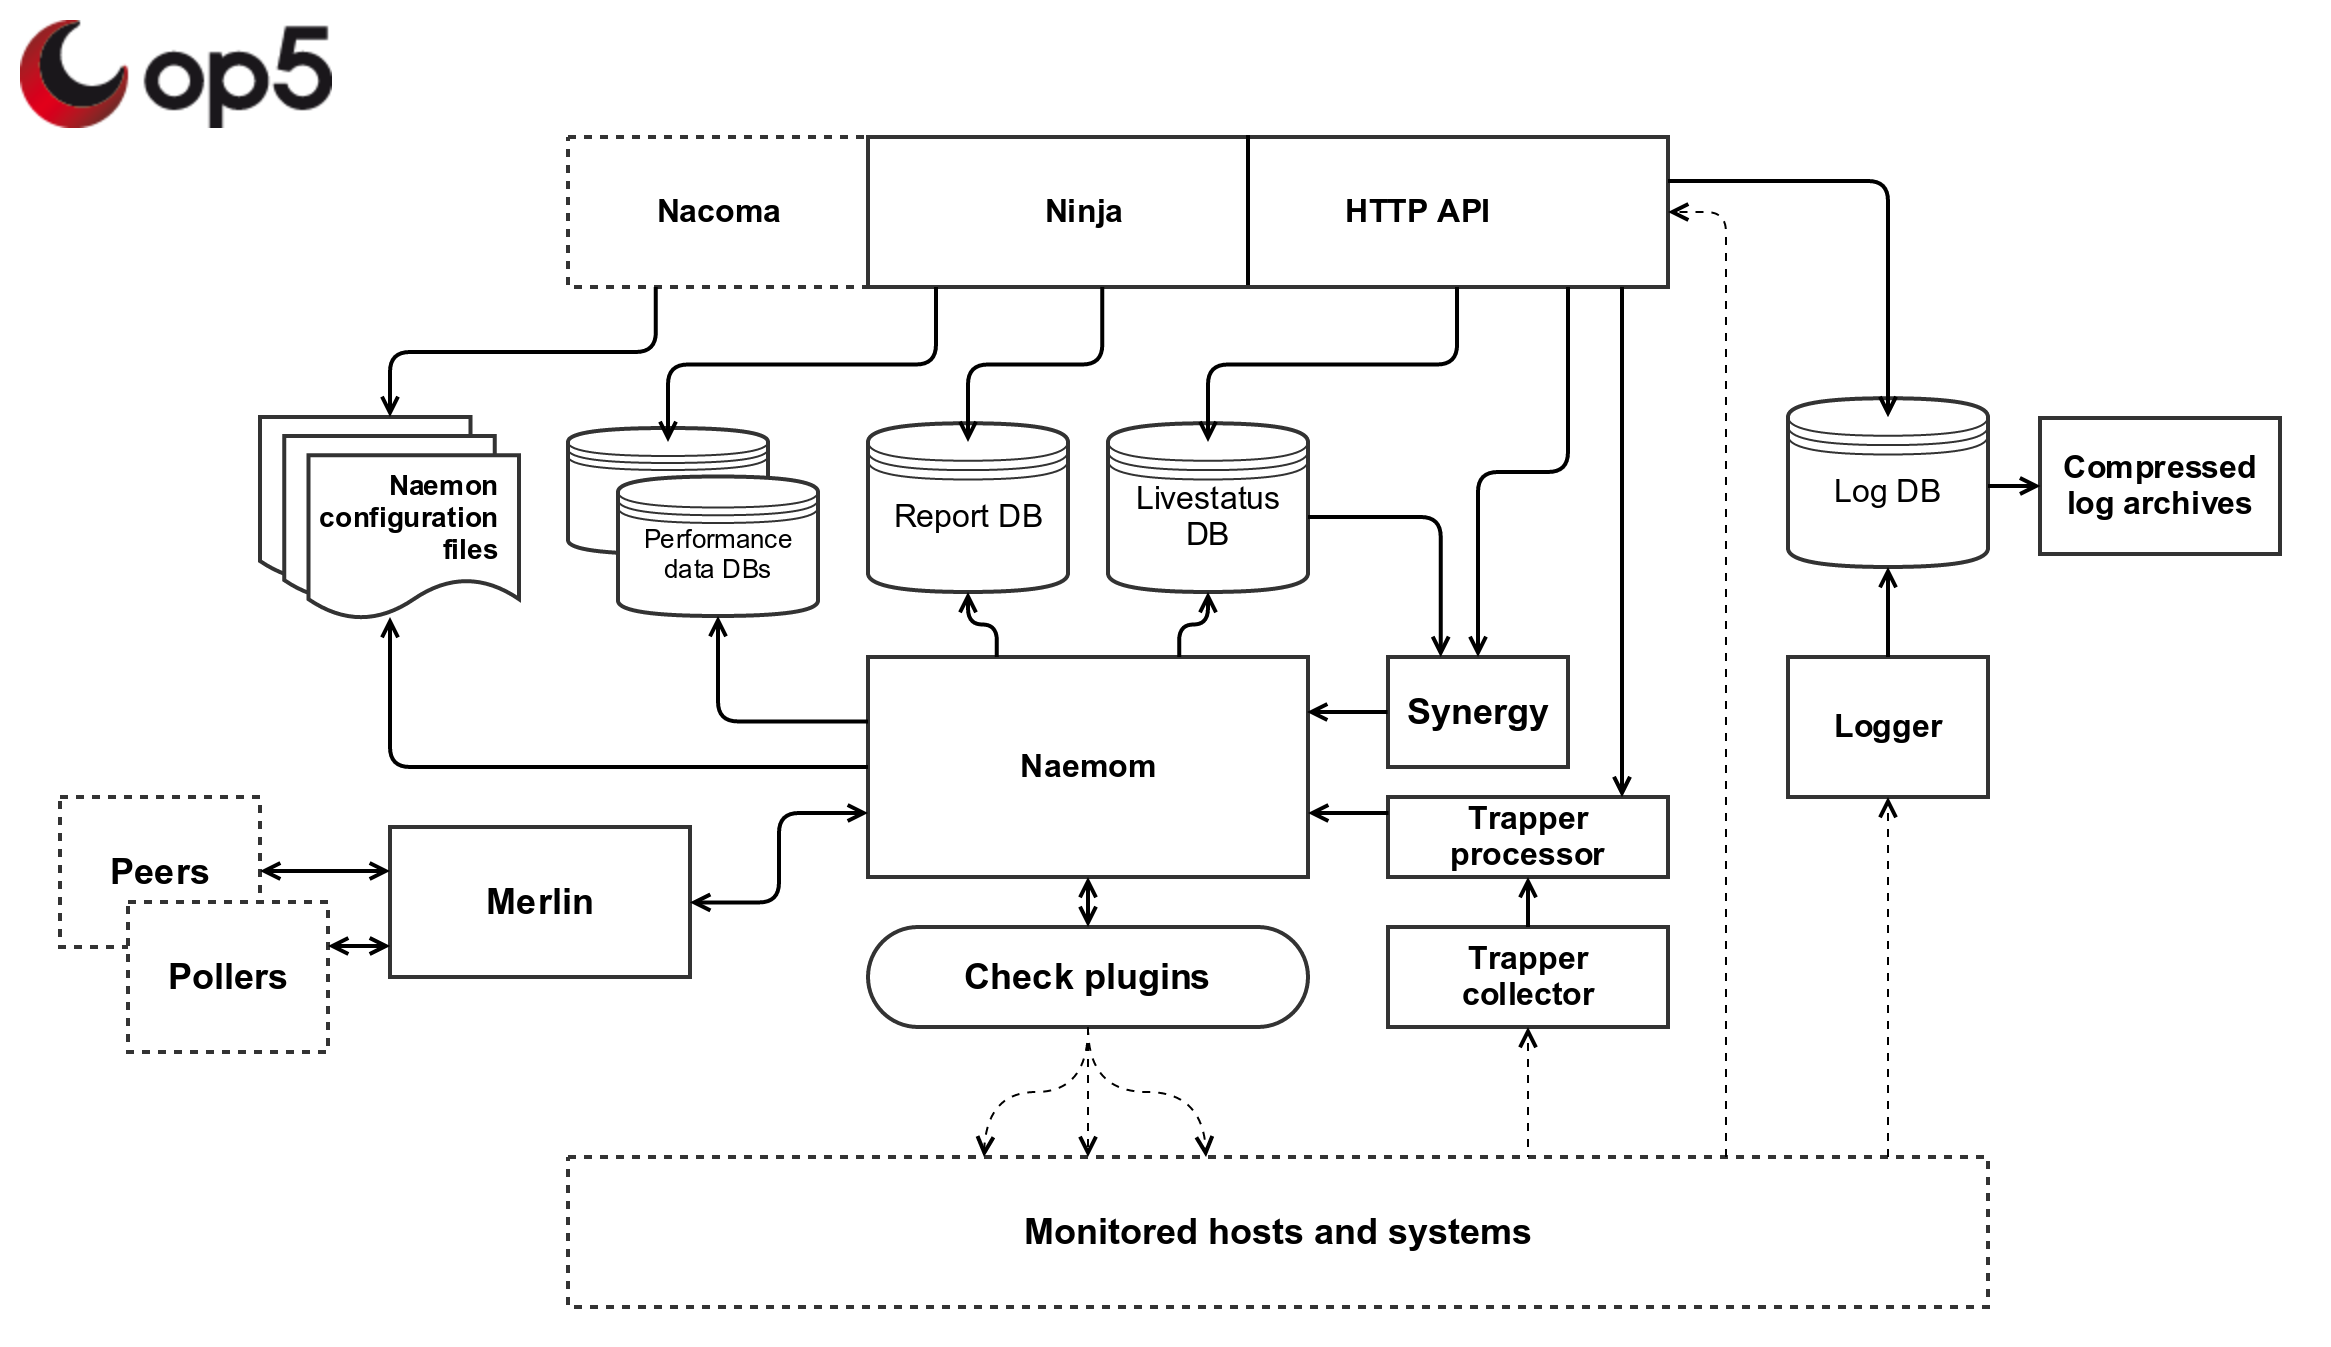 op5
Nacoma
Ninja
HTTP API
Naemon
configuration
files
Performance
data DBs
Report DB
Livestatus
DB
Log DB
Compressed
log archives
Naemom
Synergy
Logger
Trapper
processor
Peers
Merlin
Pollers
Check plugins
Trapper
collector
Monitored hosts and systems